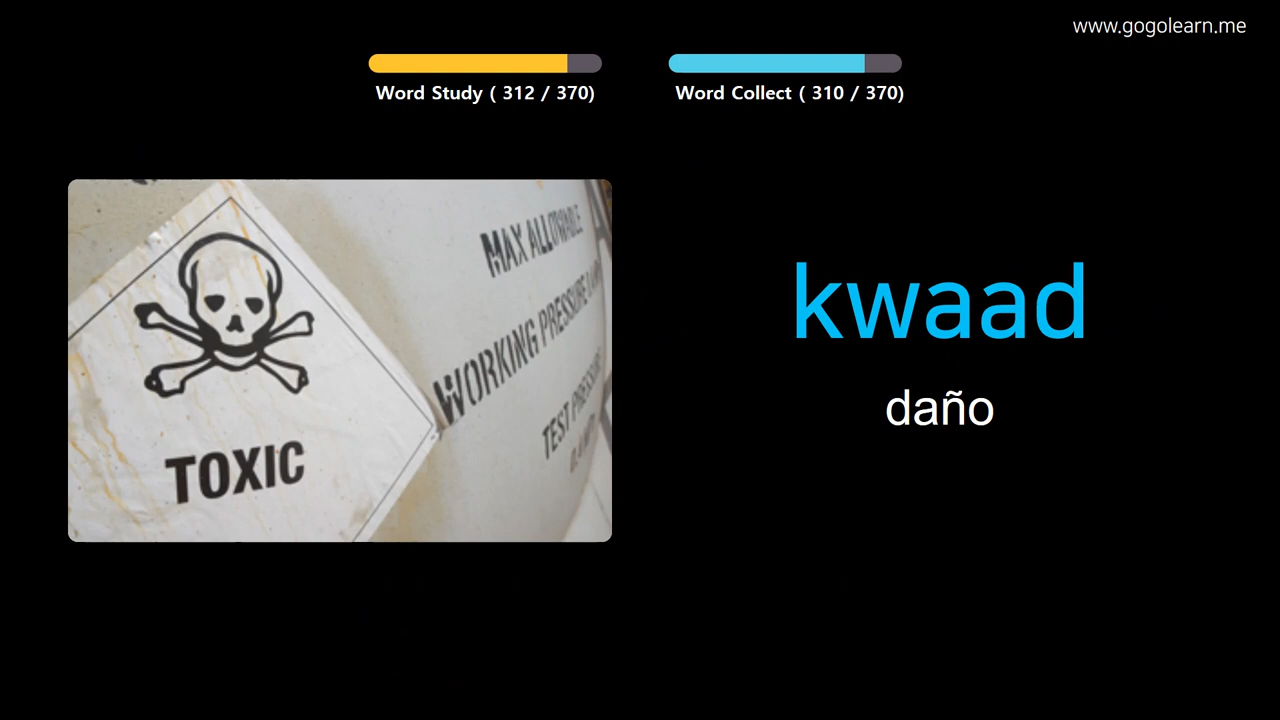 www.gogolearn.me
Word Study ( 312 / 370)
Word Collect ( 310 / 370)
MAX ALLOWABLE
WORKING PRESSURE
TEST PRESSURE
TOXIC
kwaad
daño